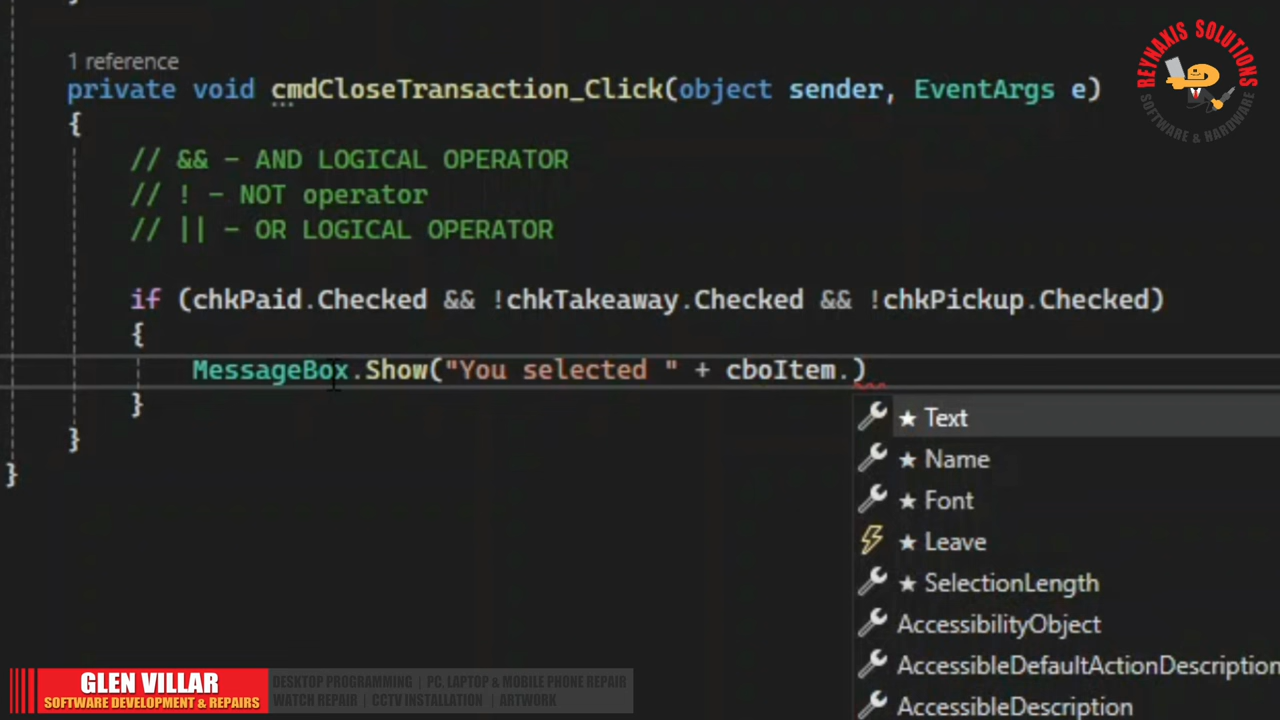 }
1 reference
private void cmdCloseTransaction_Click(object sender, EventArgs e)
{
// && - AND LOGICAL OPERATOR
// ! - NOT operator
// || - OR LOGICAL OPERATOR
if (chkPaid.Checked && !chkTakeaway.Checked && !chkPickup.Checked)
{
MessageBox.Show("You selected " + cboItem.)
}
}
}
★ Text
★ Name
★ Font
★ Leave
★ SelectionLength
AccessibilityObject
AccessibleDefaultActionDescription
AccessibleDescription
REYNAXIS SOLUTIONS
SOFTWARE & HARDWARE
GLEN VILLAR
SOFTWARE DEVELOPMENT & REPAIRS
DESKTOP PROGRAMMING | PC, LAPTOP & MOBILE PHONE REPAIR
WATCH REPAIR | CCTV INSTALLATION | ARTWORK